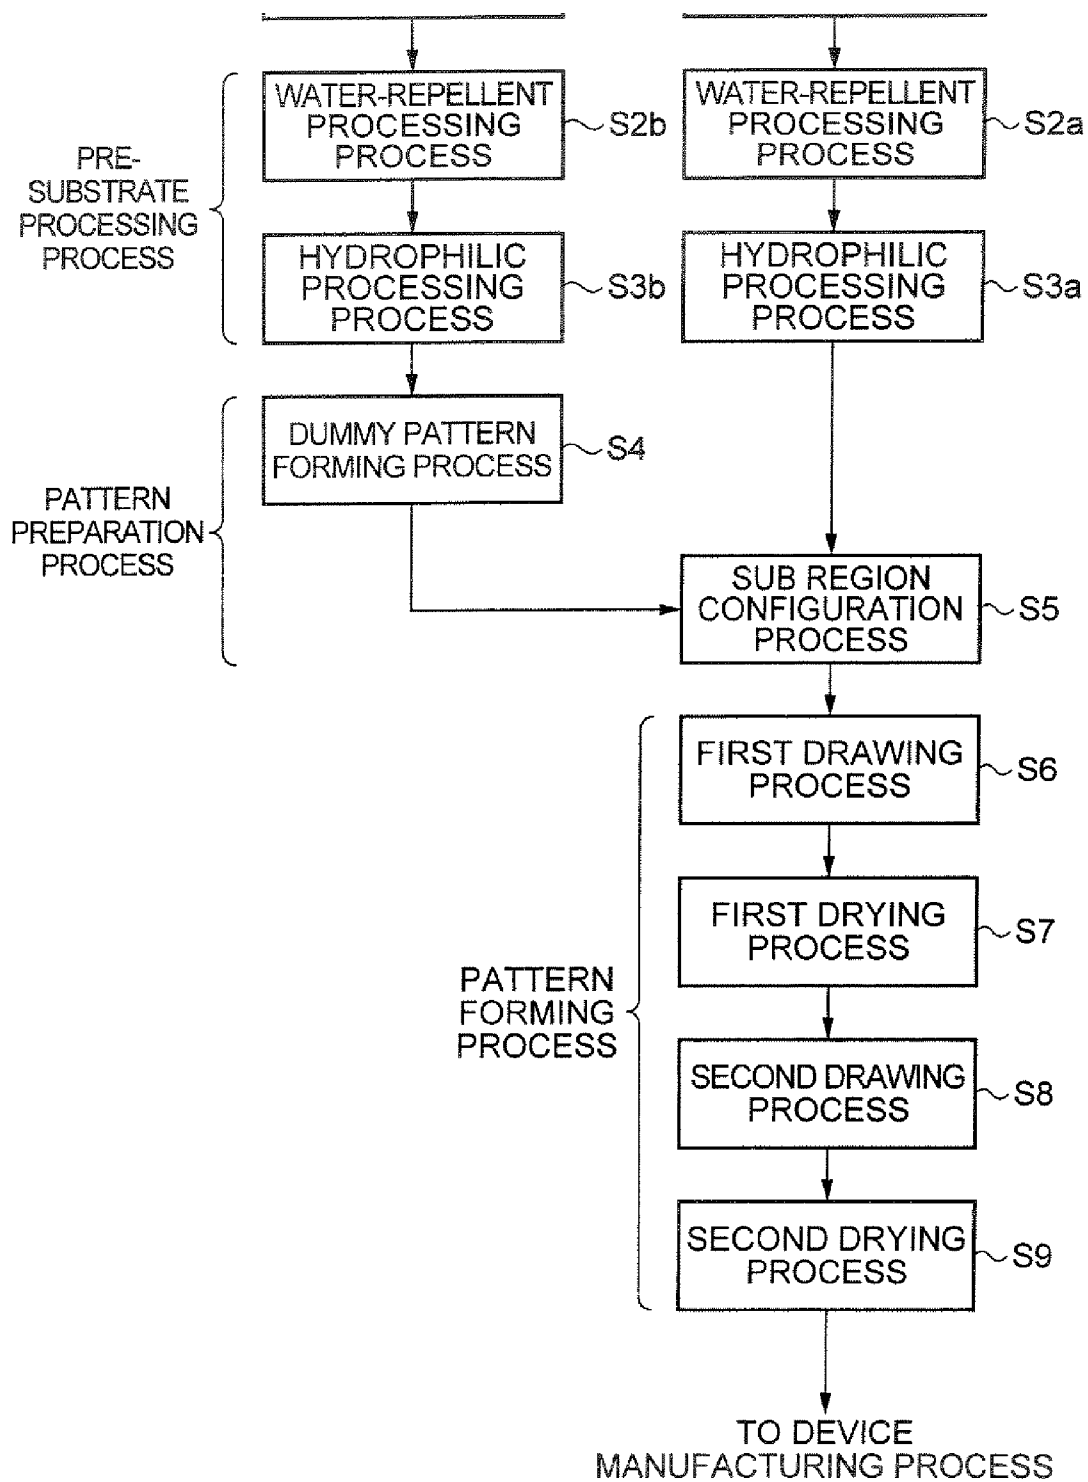 WATER-REPELLENT
PROCESSING
PROCESS
S2b
WATER-REPELLENT
PROCESSING
PROCESS
S2a
PRE-
SUBSTRATE
PROCESSING
PROCESS
HYDROPHILIC
PROCESSING
PROCESS
S3b
HYDROPHILIC
PROCESSING
PROCESS
S3a
DUMMY PATTERN
FORMING PROCESS
S4
PATTERN
PREPARATION
PROCESS
SUB REGION
CONFIGURATION
PROCESS
S5
FIRST DRAWING
PROCESS
S6
FIRST DRYING
PROCESS
S7
PATTERN
FORMING
PROCESS
SECOND DRAWING
PROCESS
S8
SECOND DRYING
PROCESS
S9
TO DEVICE
MANUFACTURING PROCESS